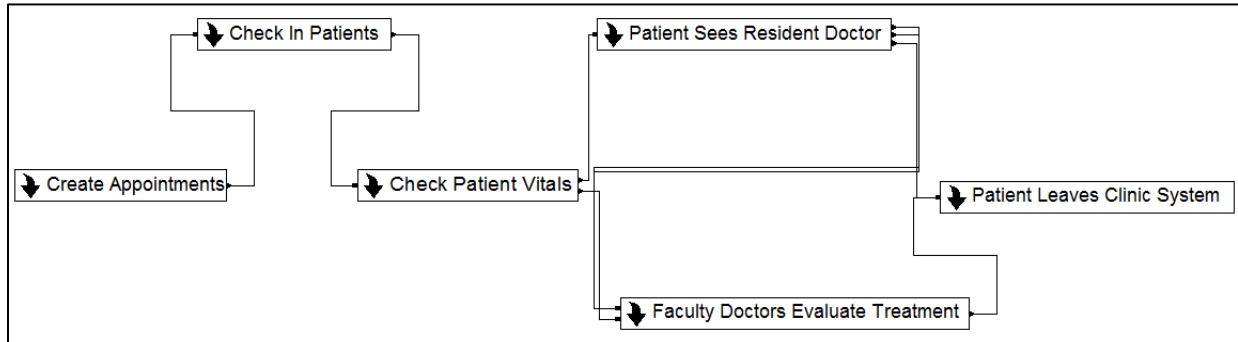 Check In Patients
Patient Sees Resident Doctor
Create Appointments
Check Patient Vitals
Patient Leaves Clinic System
Faculty Doctors Evaluate Treatment